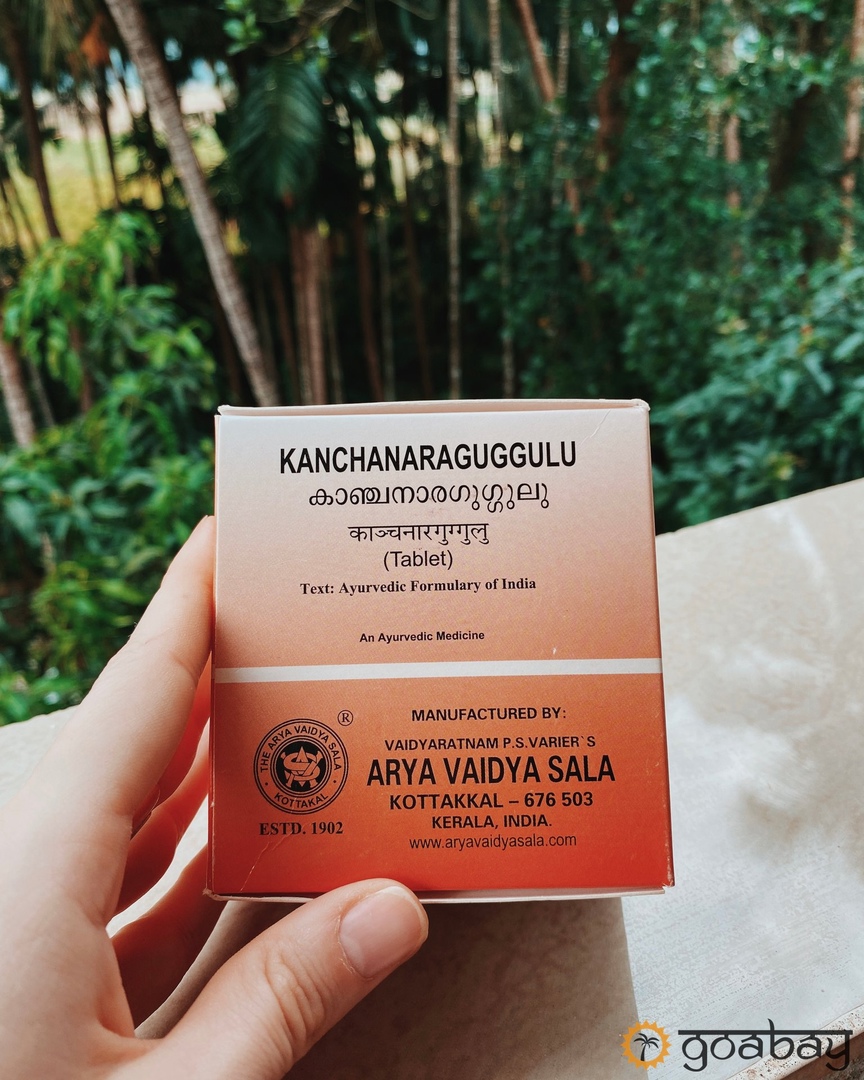 KANCHANARAGUGGULU
കാഞ്ചനാരഗുഗ്ഗുലു
काञ्चनारगुग्गुलु
(Tablet)
Text: Ayurvedic Formulary of India
An Ayurvedic Medicine
MANUFACTURED BY:
VAIDYARATNAM P.S.VARIER`S
ARYA VAIDYA SALA
KOTTAKKAL – 676 503
KERALA, INDIA.
www.aryavaidyasala.com
®
THE ARYA VAIDYA SALA
KOTTAKAL
ESTD. 1902
goabay